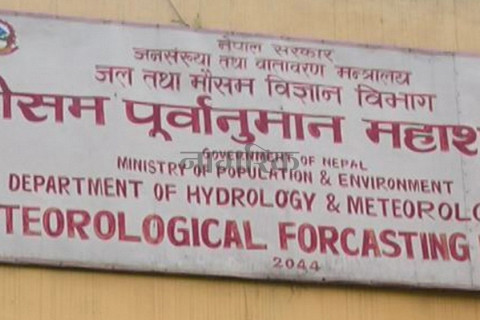 नेपाल सरकार
जनसंख्या तथा वातावरण मन्त्रालय
जल तथा मौसम विज्ञान विभाग
ौसम पूर्वानुमान महाश
नागरिक
GOVERNMENT OF NEPAL
MINISTRY OF POPULATION & ENVIRONMENT
DEPARTMENT OF HYDROLOGY & METEOROLO
TEOROLOGICAL FORCASTING
2044